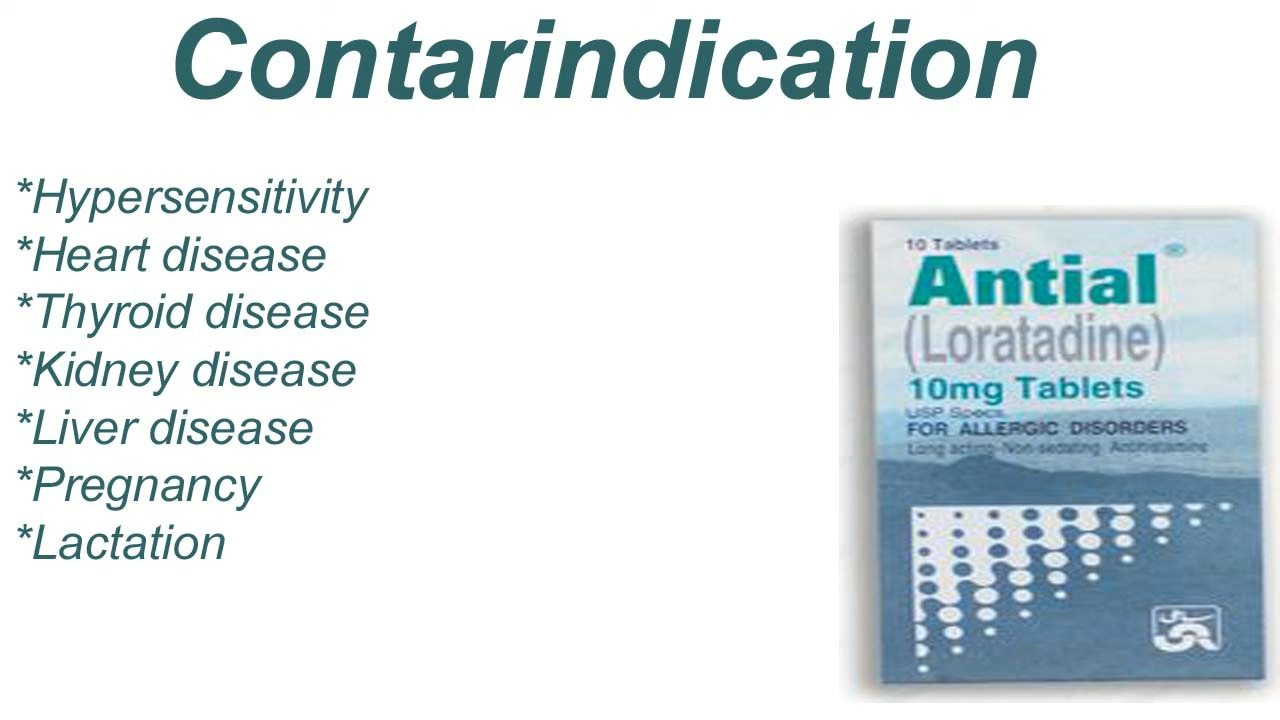 Contarindication
*Hypersensitivity
*Heart disease
*Thyroid disease
*Kidney disease
*Liver disease
*Pregnancy
*Lactation
10 Tablets
Antial®
(Loratadine)
10mg Tablets
USP Specs
FOR ALLERGIC DISORDERS
Long acting-Non-sedating Antihistamine